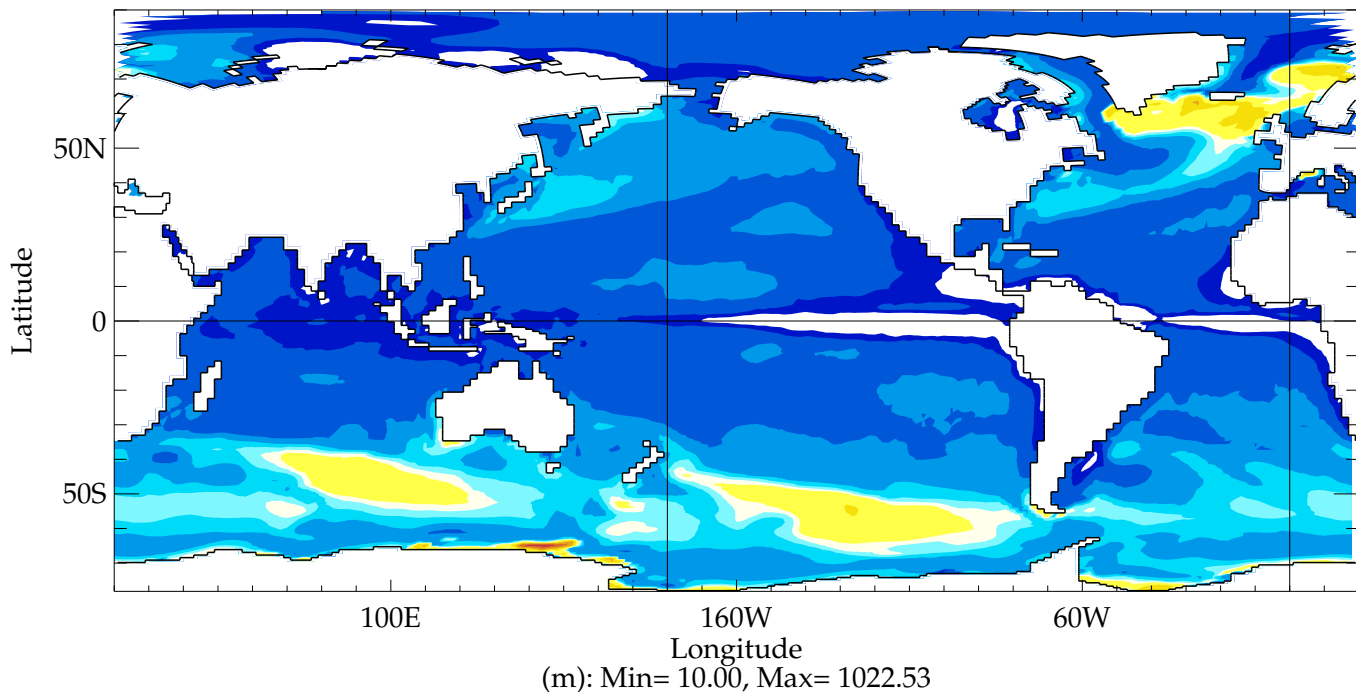 50N
0
50S
Latitude
100E 160W 60W
Longitude
(m): Min= 10.00, Max= 1022.53